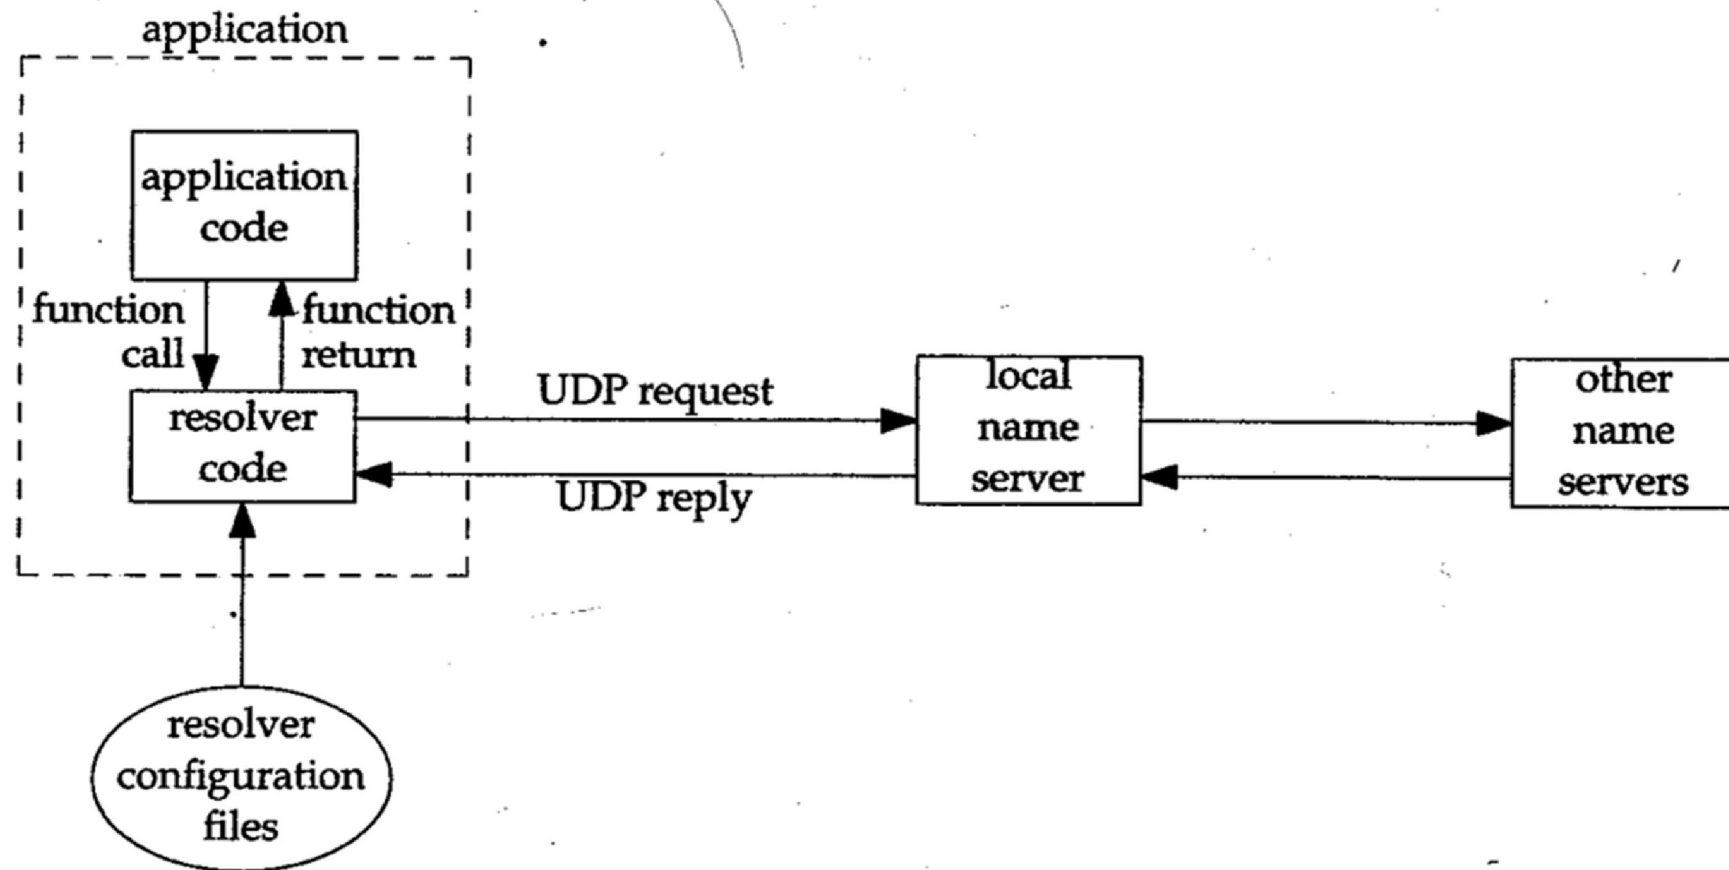 application
application
code
function
call
function
return
resolver
code
UDP request
UDP reply
local
name
server
other
name
servers
resolver
configuration
files